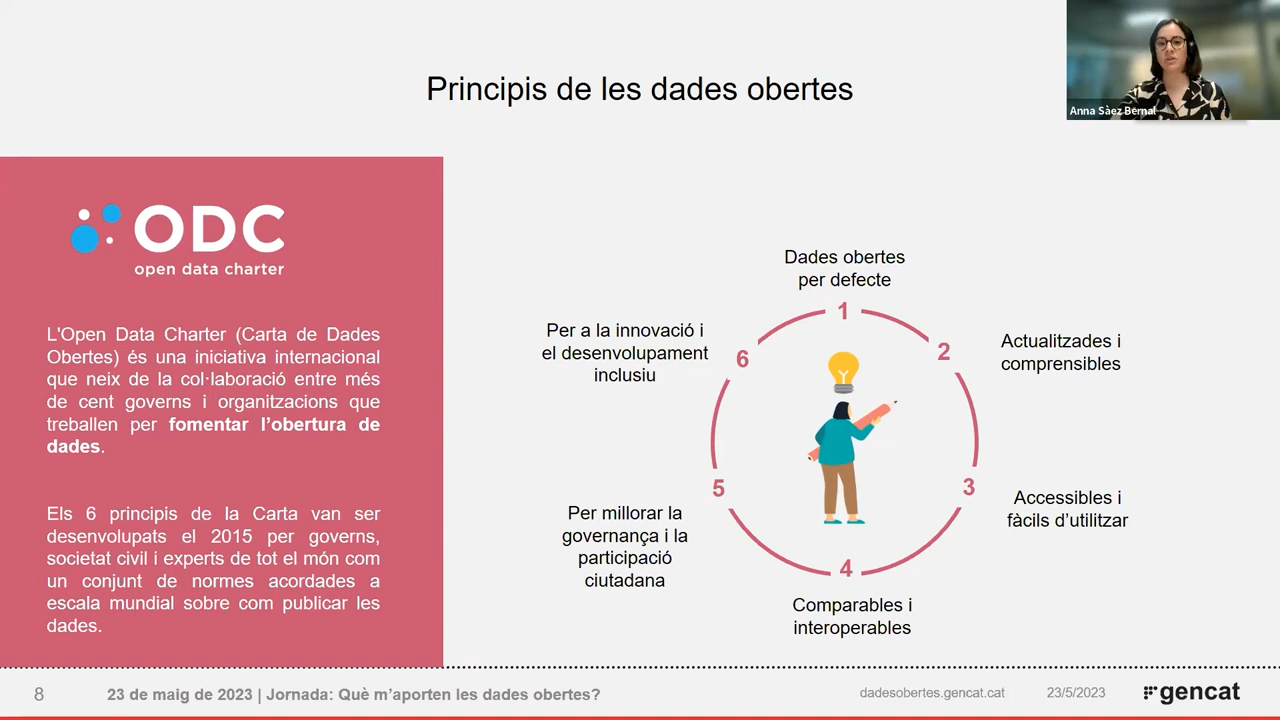 Principis de les dades obertes
Anna Sàez Bernal
ODC
open data charter
L'Open Data Charter (Carta de Dades
Obertes) és una iniciativa internacional
que neix de la col·laboració entre més
de cent governs i organitzacions que
treballen per fomentar l’obertura de
dades.
Els 6 principis de la Carta van ser
desenvolupats el 2015 per governs,
societat civil i experts de tot el món com
un conjunt de normes acordades a
escala mundial sobre com publicar les
dades.
Dades obertes
per defecte
1
Actualitzades i
comprensibles
2
Accessibles i
fàcils d’utilitzar
3
4
Comparables i
interoperables
5
Per millorar la
governança i la
participació
ciutadana
Per a la innovació i
el desenvolupament
inclusiu
6
8
23 de maig de 2023 | Jornada: Què m’aporten les dades obertes?
dadesobertes.gencat.cat
23/5/2023
gencat